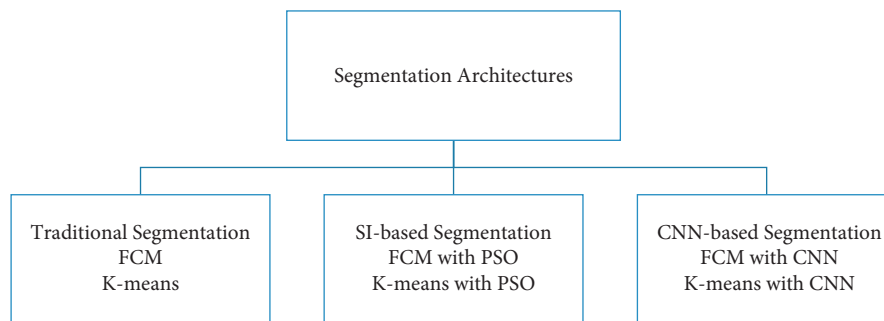 Segmentation Architectures
Traditional Segmentation
FCM
K-means
SI-based Segmentation
FCM with PSO
K-means with PSO
CNN-based Segmentation
FCM with CNN
K-means with CNN